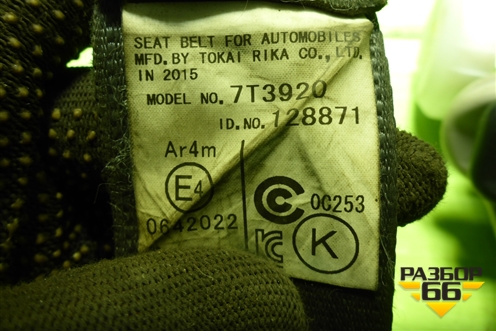 SEAT BELT FOR AUTOMOBILES
MFD. BY TOKAI RIKA CO., LTD.
IN 2015
MODEL NO. 7T3920
ID. NO. 128871
Ar4m
E4
0642022
CCC
0C253
K
РАЗБОР
66